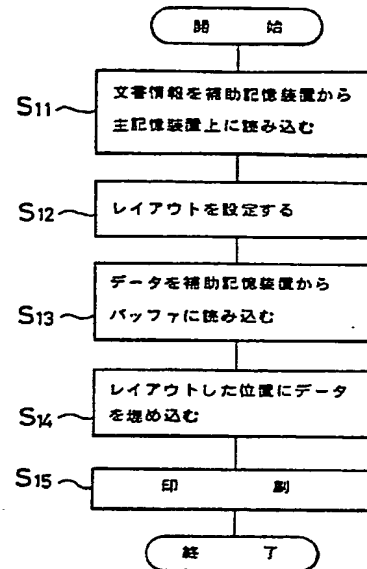 開 始
S11
文書情報を補助記憶装置から
主記憶装置上に読み込む
S12
レイアウトを設定する
S13
データを補助記憶装置から
バッファに読み込む
S14
レイアウトした位置にデータ
を埋め込む
S15
印 刷
終 了